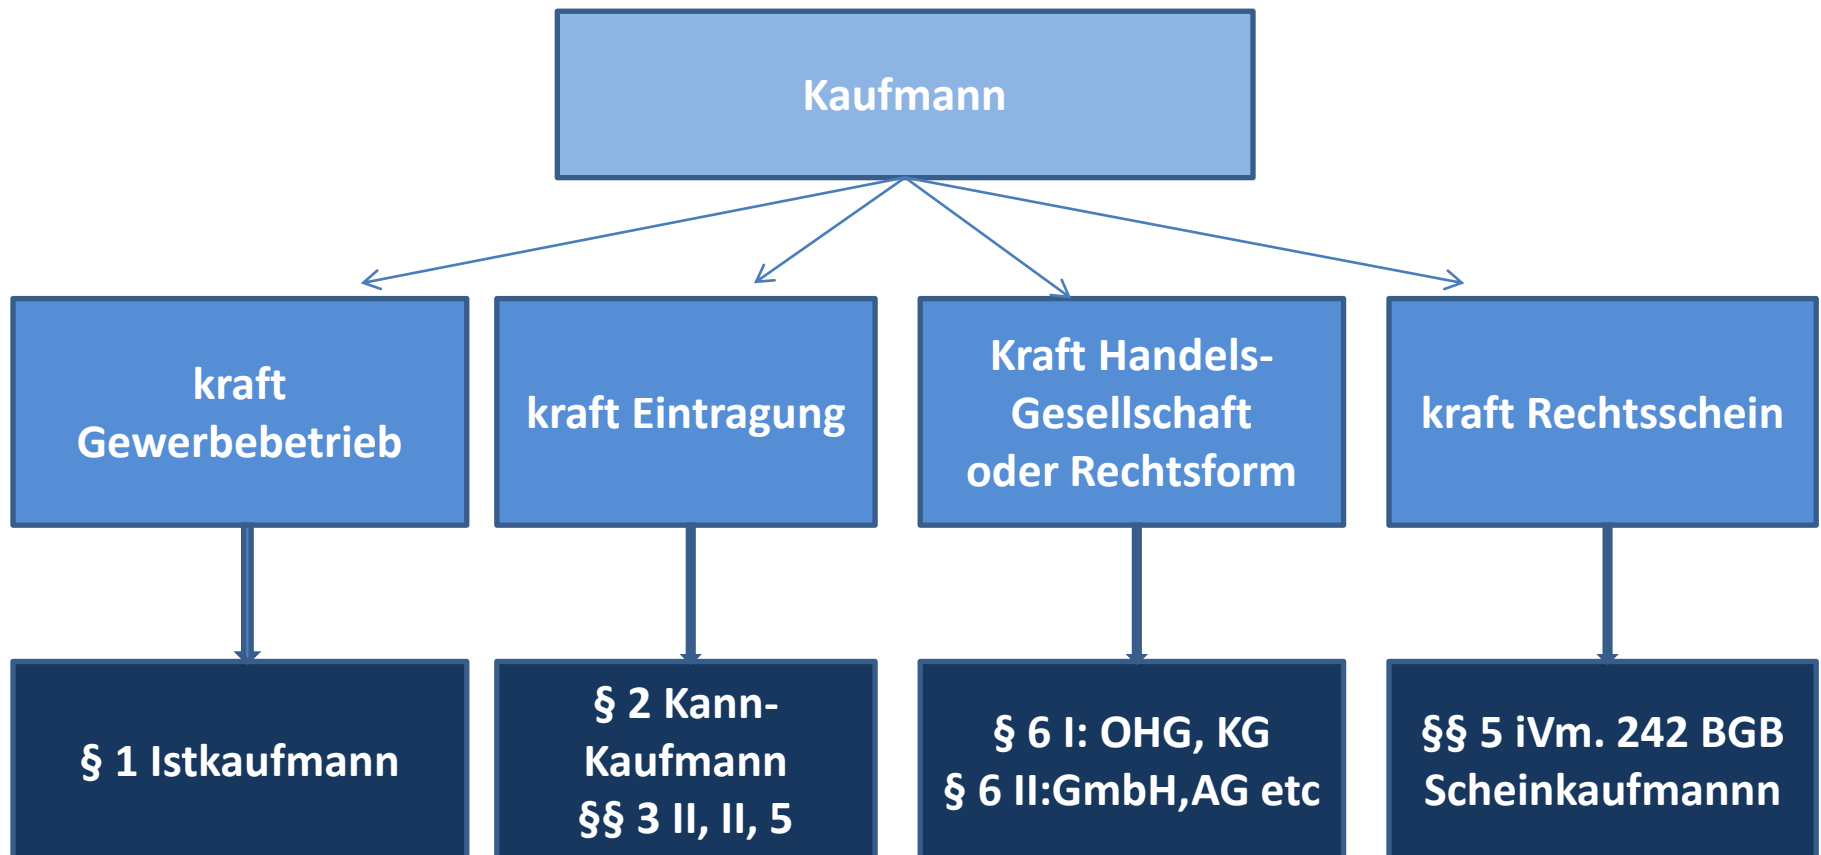 Kaufmann
kraft
Gewerbebetrieb
kraft Eintragung
Kraft Handels-
Gesellschaft
oder Rechtsform
kraft Rechtsschein
§ 1 Istkaufmann
§ 2 Kann-
Kaufmann
§§ 3 II, II, 5
§ 6 I: OHG, KG
§ 6 II:GmbH,AG etc
§§ 5 iVm. 242 BGB
Scheinkaufmannn